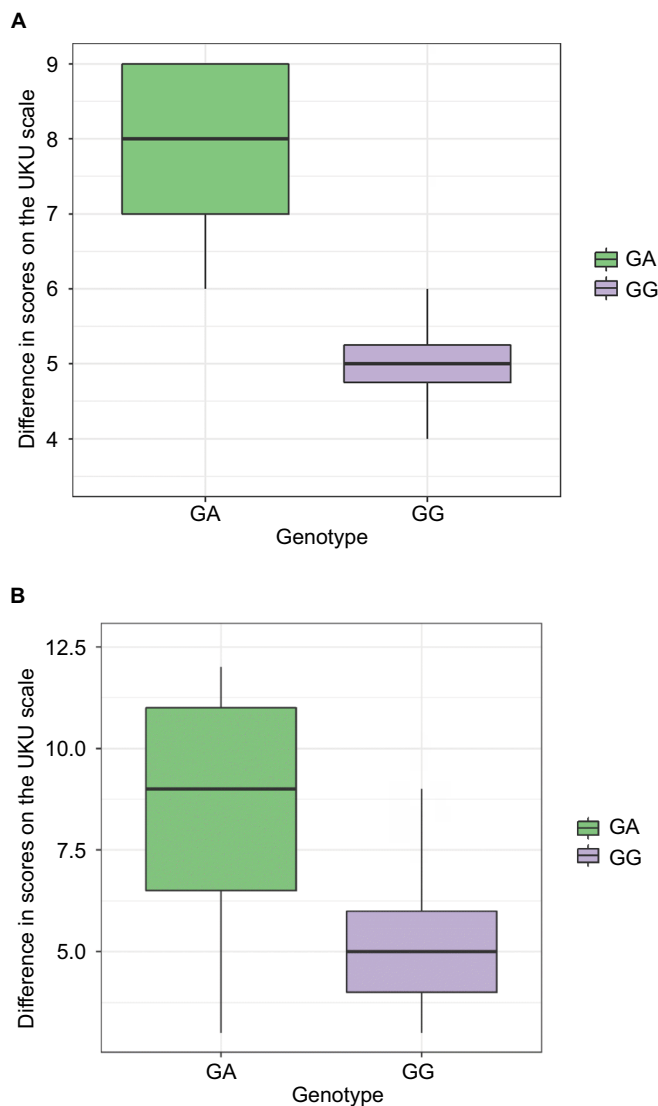 A
Difference in scores on the UKU scale
9
8
7
6
5
4
GA
GG
Genotype
GA
GG
B
Difference in scores on the UKU scale
12.5
10.0
7.5
5.0
GA
GG
Genotype
GA
GG